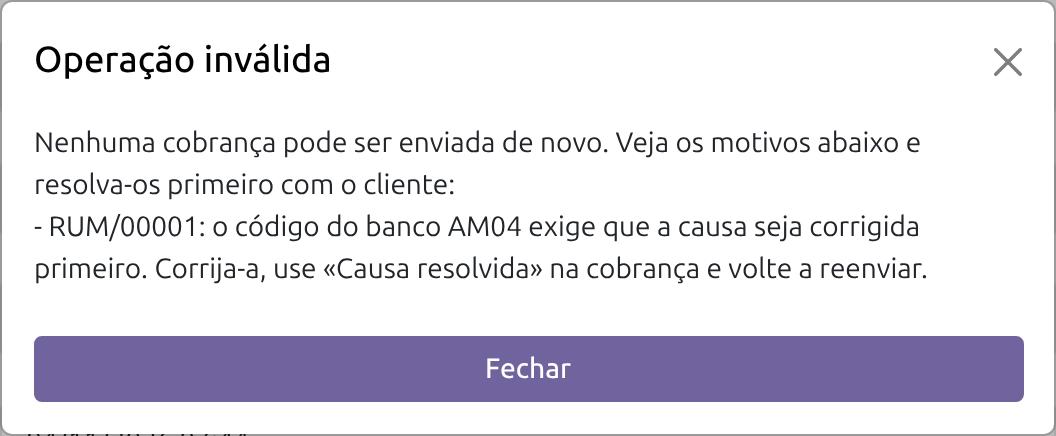 Operação inválida
Nenhuma cobrança pode ser enviada de novo. Veja os motivos abaixo e
resolva-os primeiro com o cliente:
- RUM/00001: o código do banco AM04 exige que a causa seja corrigida
primeiro. Corrija-a, use «Causa resolvida» na cobrança e volte a reenviar.
Fechar